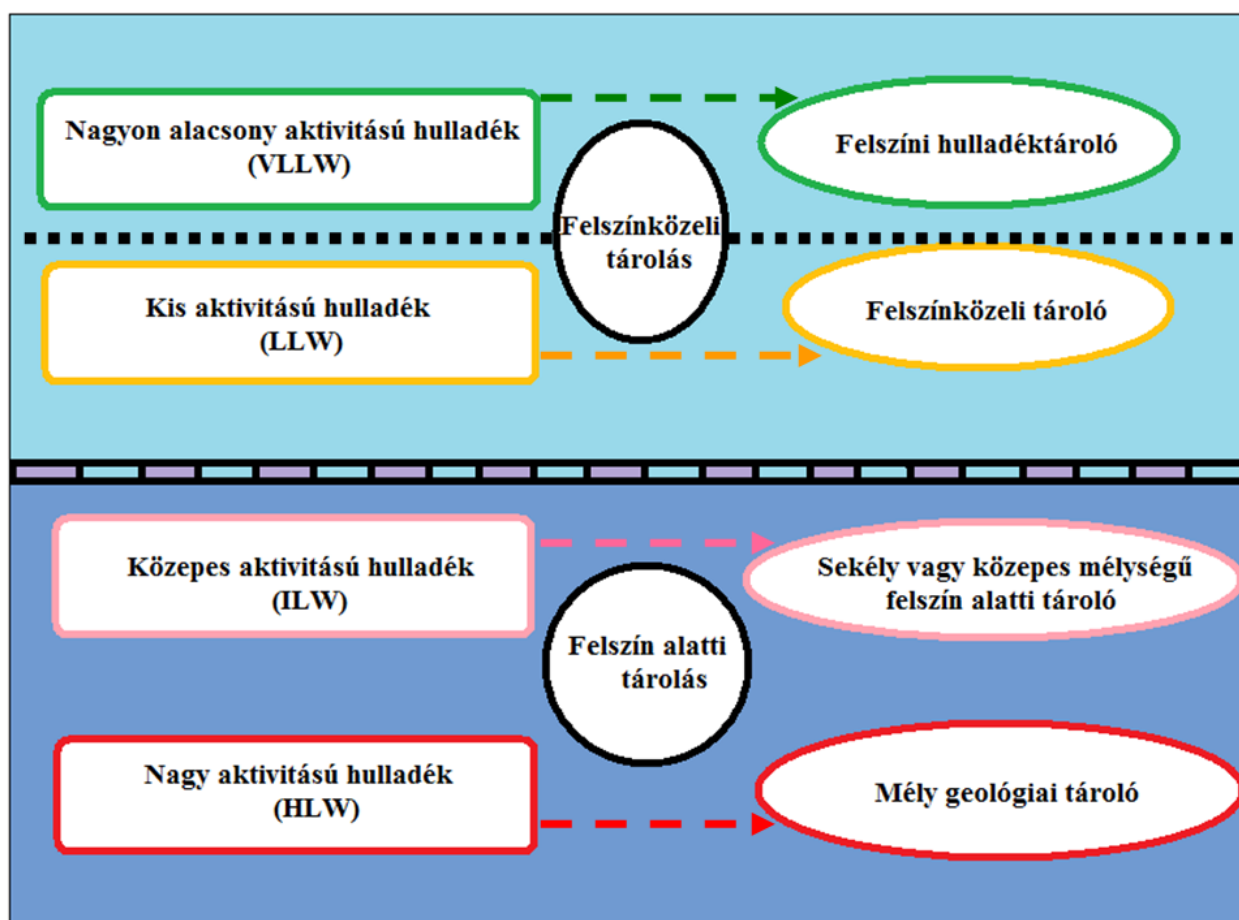 Nagyon alacsony aktivitású hulladék
(VLLW)
Felszíni hulladéktároló
Felszínközeli
tárolás
Kis aktivitású hulladék
(LLW)
Felszínközeli tároló
Közepes aktivitású hulladék
(ILW)
Sekély vagy közepes mélységű
felszín alatti tároló
Felszín alatti
tárolás
Nagy aktivitású hulladék
(HLW)
Mély geológiai tároló